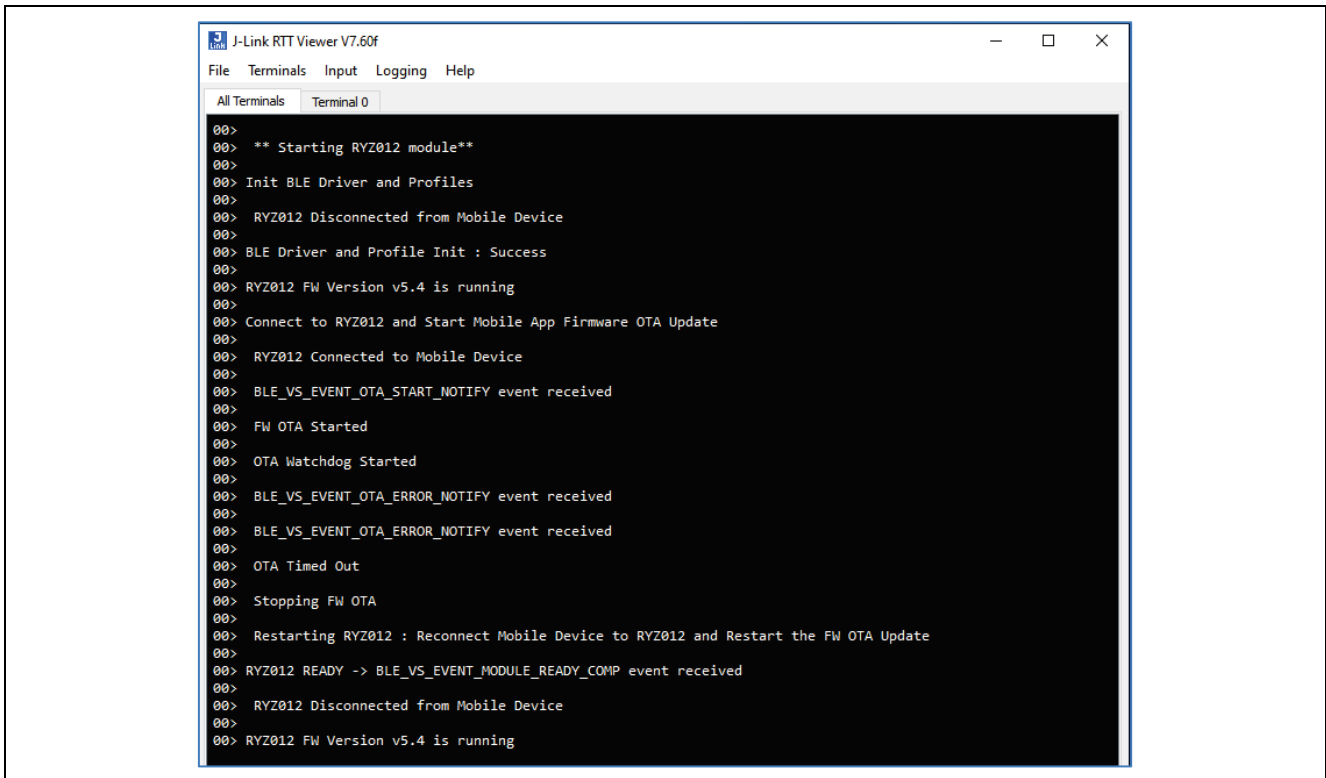 J-Link RTT Viewer V7.60f
File Terminals Input Logging Help
All Terminals Terminal 0
00>
00> ** Starting RYZ012 module**
00>
00> Init BLE Driver and Profiles
00>
00> RYZ012 Disconnected from Mobile Device
00>
00> BLE Driver and Profile Init : Success
00>
00> RYZ012 FW Version v5.4 is running
00>
00> Connect to RYZ012 and Start Mobile App Firmware OTA Update
00>
00> RYZ012 Connected to Mobile Device
00>
00> BLE_VS_EVENT_OTA_START_NOTIFY event received
00>
00> FW OTA Started
00>
00> OTA Watchdog Started
00>
00> BLE_VS_EVENT_OTA_ERROR_NOTIFY event received
00>
00> BLE_VS_EVENT_OTA_ERROR_NOTIFY event received
00>
00> OTA Timed Out
00>
00> Stopping FW OTA
00>
00> Restarting RYZ012 : Reconnect Mobile Device to RYZ012 and Restart the FW OTA Update
00>
00> RYZ012 READY -> BLE_VS_EVENT_MODULE_READY_COMP event received
00>
00> RYZ012 Disconnected from Mobile Device
00>
00> RYZ012 FW Version v5.4 is running